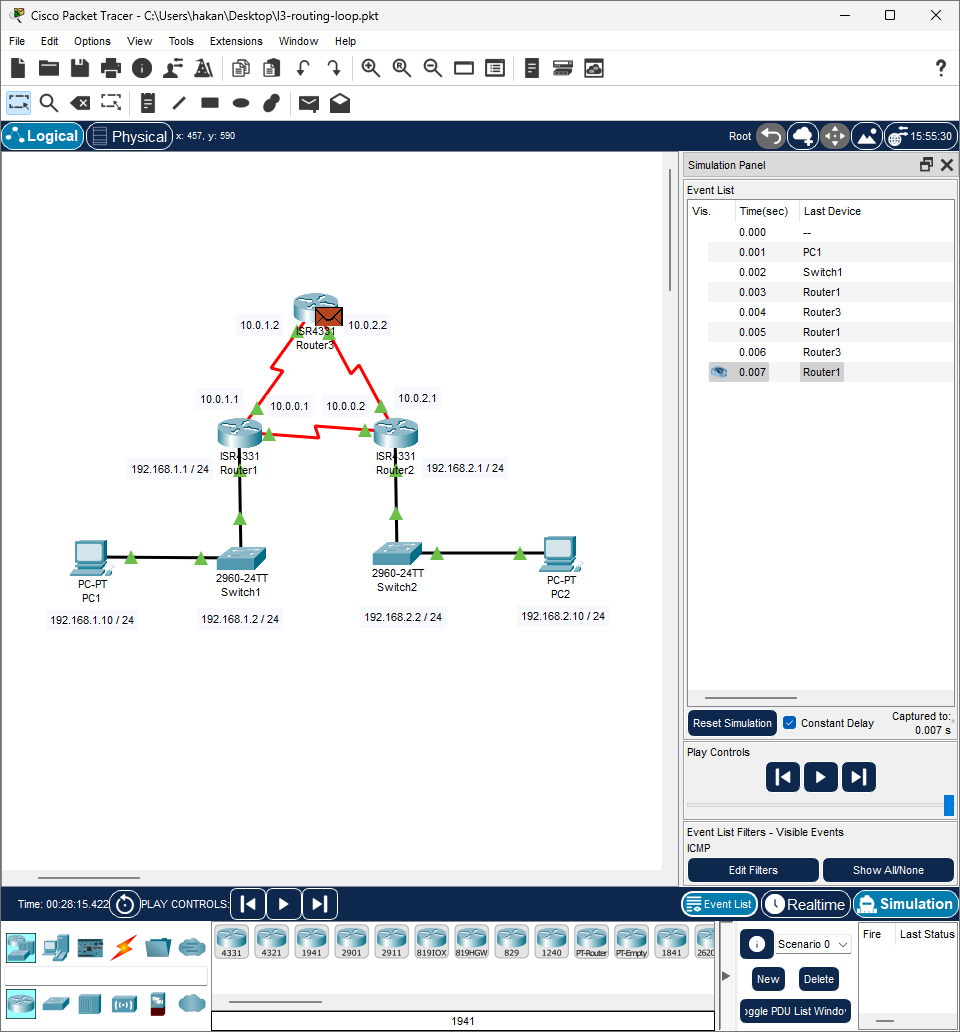 Cisco Packet Tracer - C:\Users\hakan\Desktop\l3-routing-loop.pkt
File Edit Options View Tools Extensions Window Help
Logical Physical x: 457, y: 590 Root 15:55:30
Simulation Panel
Event List
Vis. Time(sec) Last Device
0.000 --
0.001 PC1
0.002 Switch1
0.003 Router1
0.004 Router3
0.005 Router1
0.006 Router3
0.007 Router1
10.0.1.2 10.0.2.2
ISR4331
Router3
10.0.1.1 10.0.0.1 10.0.0.2 10.0.2.1
ISR4331
Router1
ISR4331
Router2
192.168.1.1 / 24
192.168.2.1 / 24
PC-PT
PC1
2960-24TT
Switch1
2960-24TT
Switch2
PC-PT
PC2
192.168.1.10 / 24
192.168.1.2 / 24
192.168.2.2 / 24
192.168.2.10 / 24
Reset Simulation Constant Delay Captured to:
0.007 s
Play Controls
Event List Filters - Visible Events
ICMP
Edit Filters Show All/None
Time: 00:28:15.422 PLAY CONTROLS: Event List Realtime Simulation
4331 4321 1941 2901 2911 819IOX 819HGW 829 1240 PT-Router PT-Empty 1841 2620
1941
Scenario 0
New Delete
oggle PDU List Windov
Fire Last Status